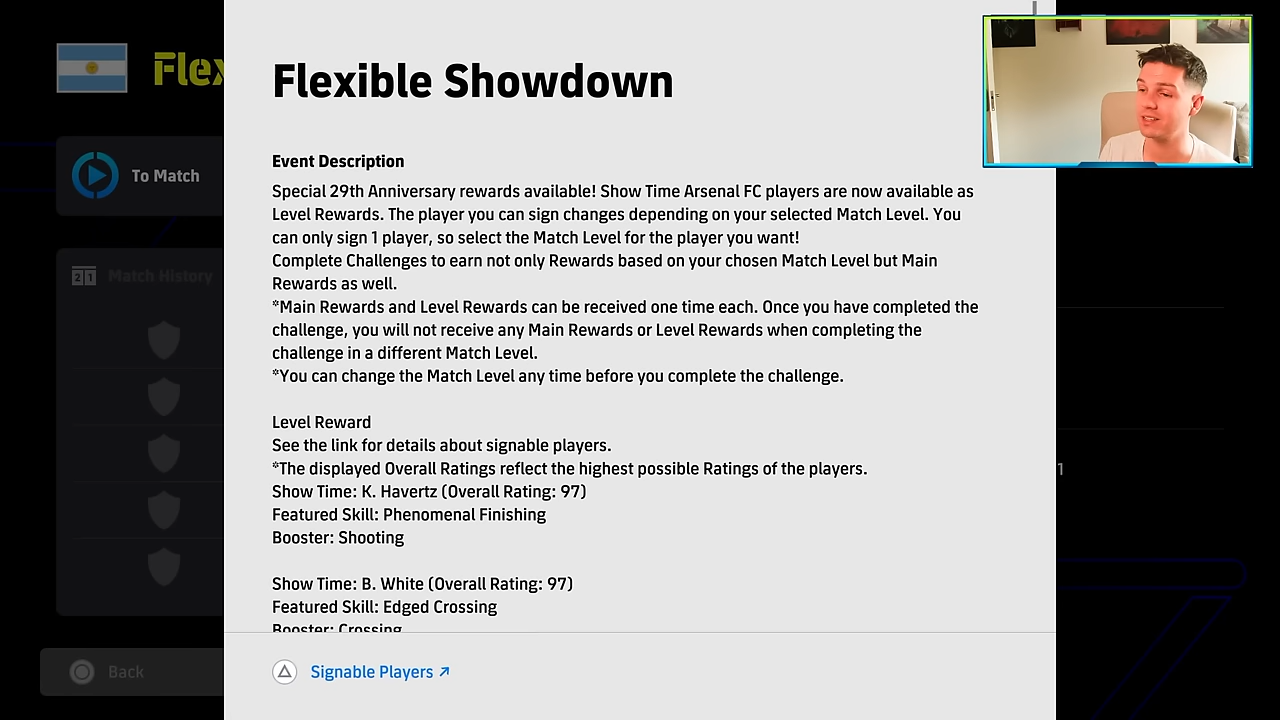 Flexible Showdown
Flex
To Match
Match History
Back
Event Description
Special 29th Anniversary rewards available! Show Time Arsenal FC players are now available as
Level Rewards. The player you can sign changes depending on your selected Match Level. You
can only sign 1 player, so select the Match Level for the player you want!
Complete Challenges to earn not only Rewards based on your chosen Match Level but Main
Rewards as well.
*Main Rewards and Level Rewards can be received one time each. Once you have completed the
challenge, you will not receive any Main Rewards or Level Rewards when completing the
challenge in a different Match Level.
*You can change the Match Level any time before you complete the challenge.
Level Reward
See the link for details about signable players.
*The displayed Overall Ratings reflect the highest possible Ratings of the players.
Show Time: K. Havertz (Overall Rating: 97)
Featured Skill: Phenomenal Finishing
Booster: Shooting
Show Time: B. White (Overall Rating: 97)
Featured Skill: Edged Crossing
Booster: Crossing
Signable Players
1